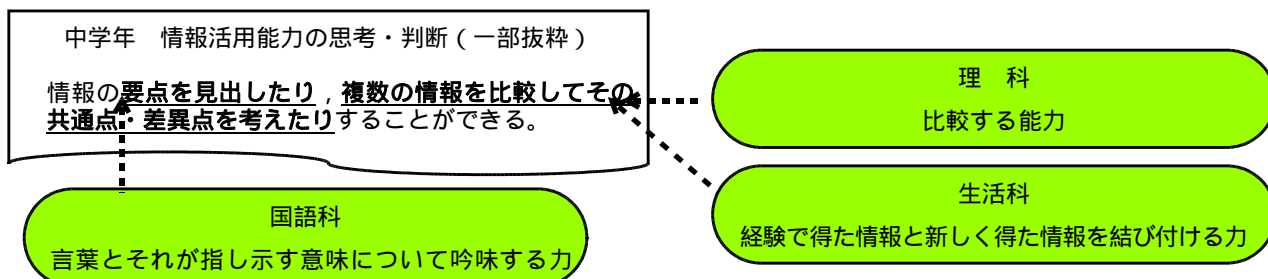 中学年　情報活用能力の思考・判断（一部抜粋）
情報の要点を見出したり，複数の情報を比較してその
共通点・差異点を考えたりすることができる。
理　科
比較する能力
生活科
経験で得た情報と新しく得た情報を結び付ける力
国語科
言葉とそれが指し示す意味について吟味する力